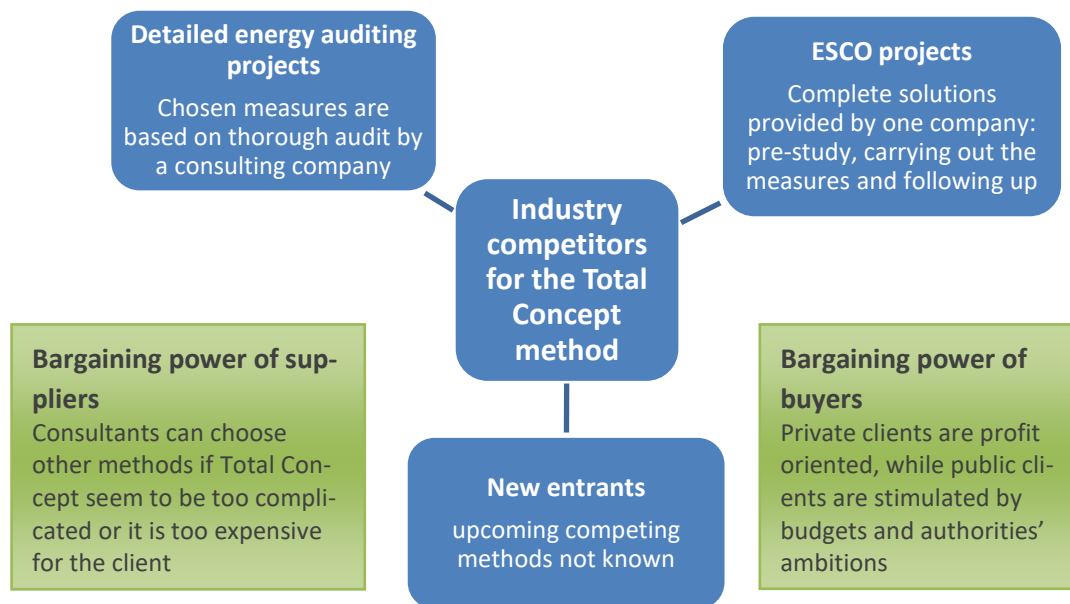 Detailed energy auditing
projects
Chosen measures are
based on thorough audit by
a consulting company
ESCO projects
Complete solutions
provided by one company:
pre-study, carrying out the
measures and following up
Industry
competitors
for the Total
Concept
method
Bargaining power of sup-
pliers
Consultants can choose
other methods if Total Con-
cept seem to be too compli-
cated or it is too expensive
for the client
Bargaining power of
buyers
Private clients are profit
oriented, while public cli-
ents are stimulated by
budgets and authorities’
ambitions
New entrants
upcoming competing
methods not known